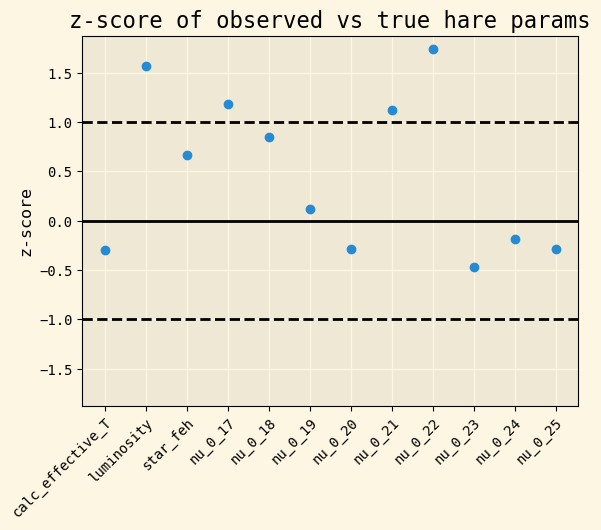 z-score of observed vs true hare params
z-score
1.5
1.0
0.5
0.0
−0.5
−1.0
−1.5
calc_effective_T
luminosity
star_feh
nu_0_17
nu_0_18
nu_0_19
nu_0_20
nu_0_21
nu_0_22
nu_0_23
nu_0_24
nu_0_25